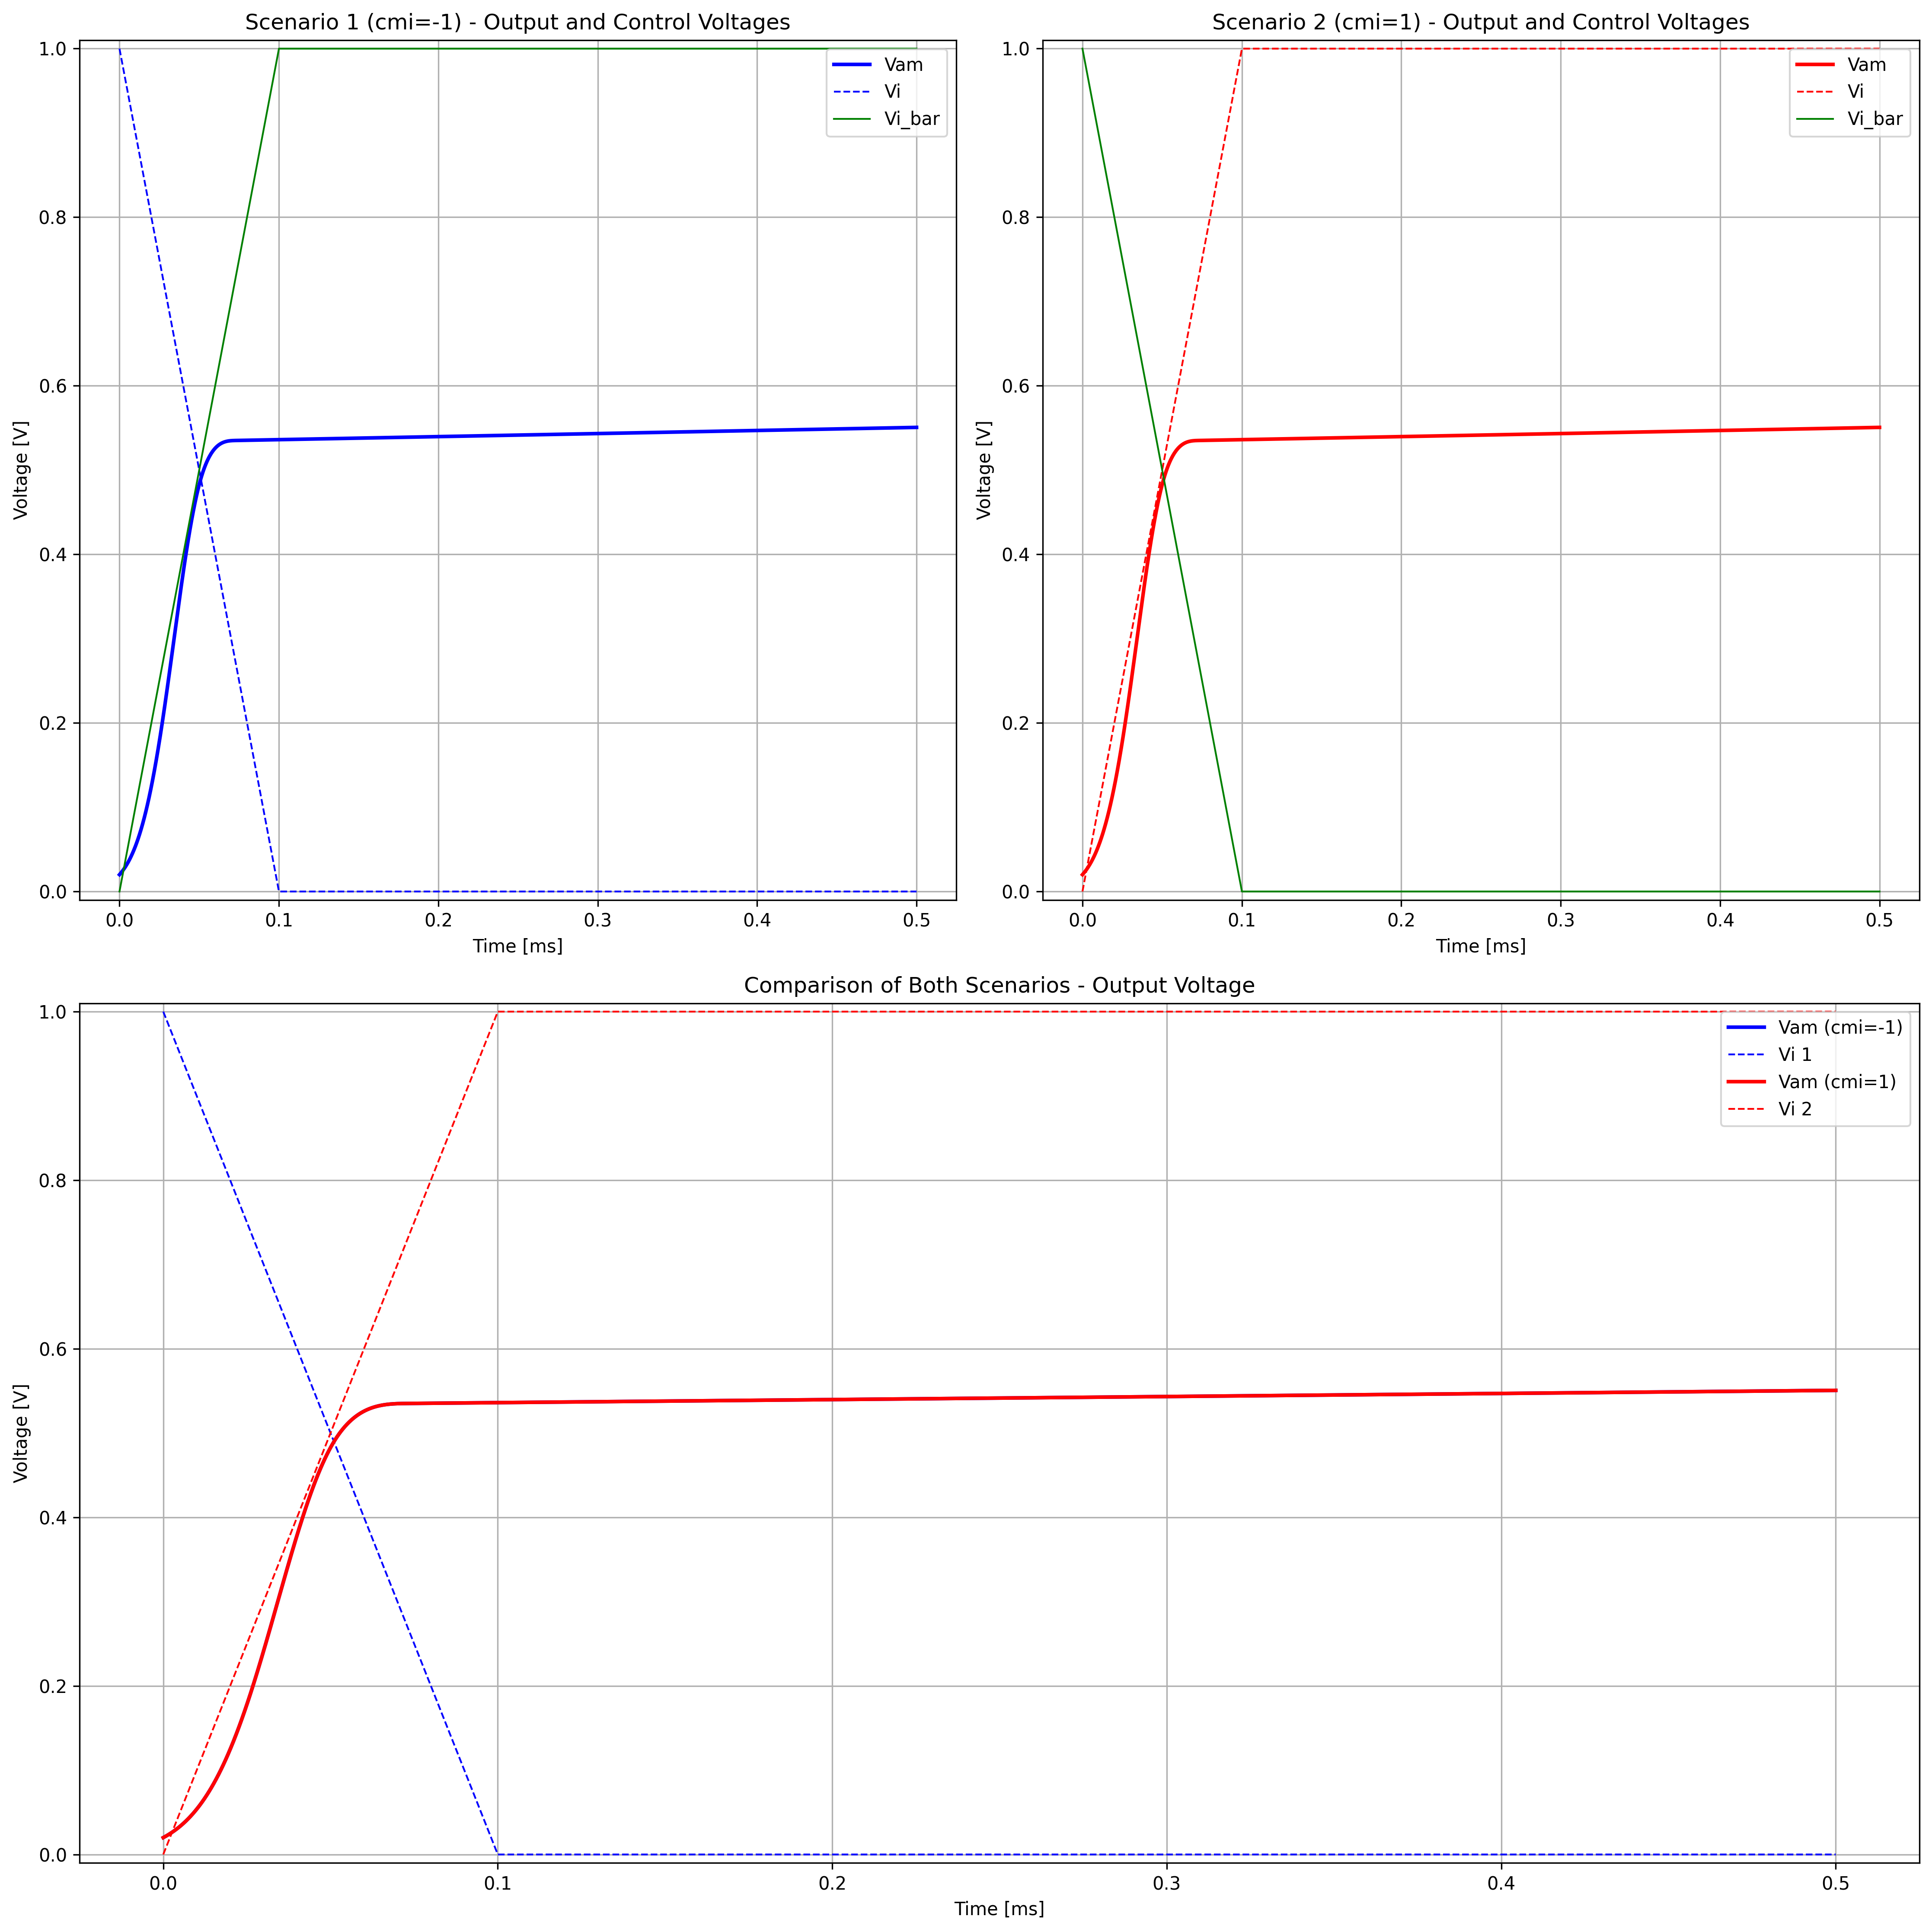 Scenario 1 (cmi=-1) - Output and Control Voltages
Voltage [V]
1.0
0.8
0.6
0.4
0.2
0.0
Vam
Vi
Vi_bar
0.0 0.1 0.2 0.3 0.4 0.5
Time [ms]
Scenario 2 (cmi=1) - Output and Control Voltages
Voltage [V]
1.0
0.8
0.6
0.4
0.2
0.0
Vam
Vi
Vi_bar
0.0 0.1 0.2 0.3 0.4 0.5
Time [ms]
Comparison of Both Scenarios - Output Voltage
Voltage [V]
1.0
0.8
0.6
0.4
0.2
0.0
Vam (cmi=-1)
Vi 1
Vam (cmi=1)
Vi 2
0.0 0.1 0.2 0.3 0.4 0.5
Time [ms]